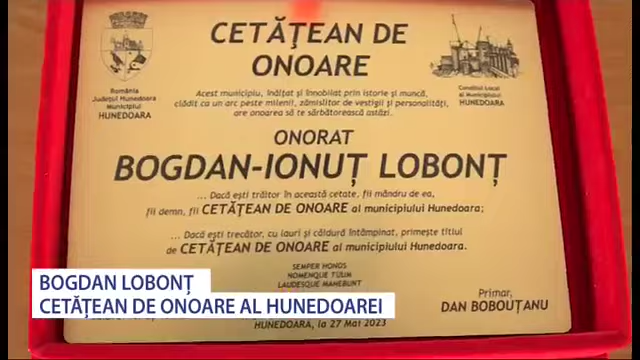 CETĂŢEAN DE
ONOARE
România
Județul Hunedoara
Municipiul
HUNEDOARA
Consiliul Local
al Municipiului
HUNEDOARA
Acest municipiu, înălțat și înnobilat prin istorie și muncă,
clădit ca un arc peste milenii, zămislitor de vestigii și personalități,
are onoarea să te sărbătorească astăzi.
ONORAT
BOGDAN-IONUȚ LOBONȚ
... Dacă ești trăitor în această cetate, fii mândru de ea,
fii demn, fii CETĂȚEAN DE ONOARE al municipiului Hunedoara;
... Dacă ești trecător, cu lauri și căldură întâmpinat, primește titlul
de CETĂȚEAN DE ONOARE al municipiului Hunedoara.
SEMPER HONOS
NOMENQUE TUUM
LAUDESQUE MANEBUNT
Primar,
DAN BOBOUȚANU
HUNEDOARA, la 27 Mai 2023
BOGDAN LOBONȚ
CETĂȚEAN DE ONOARE AL HUNEDOAREI